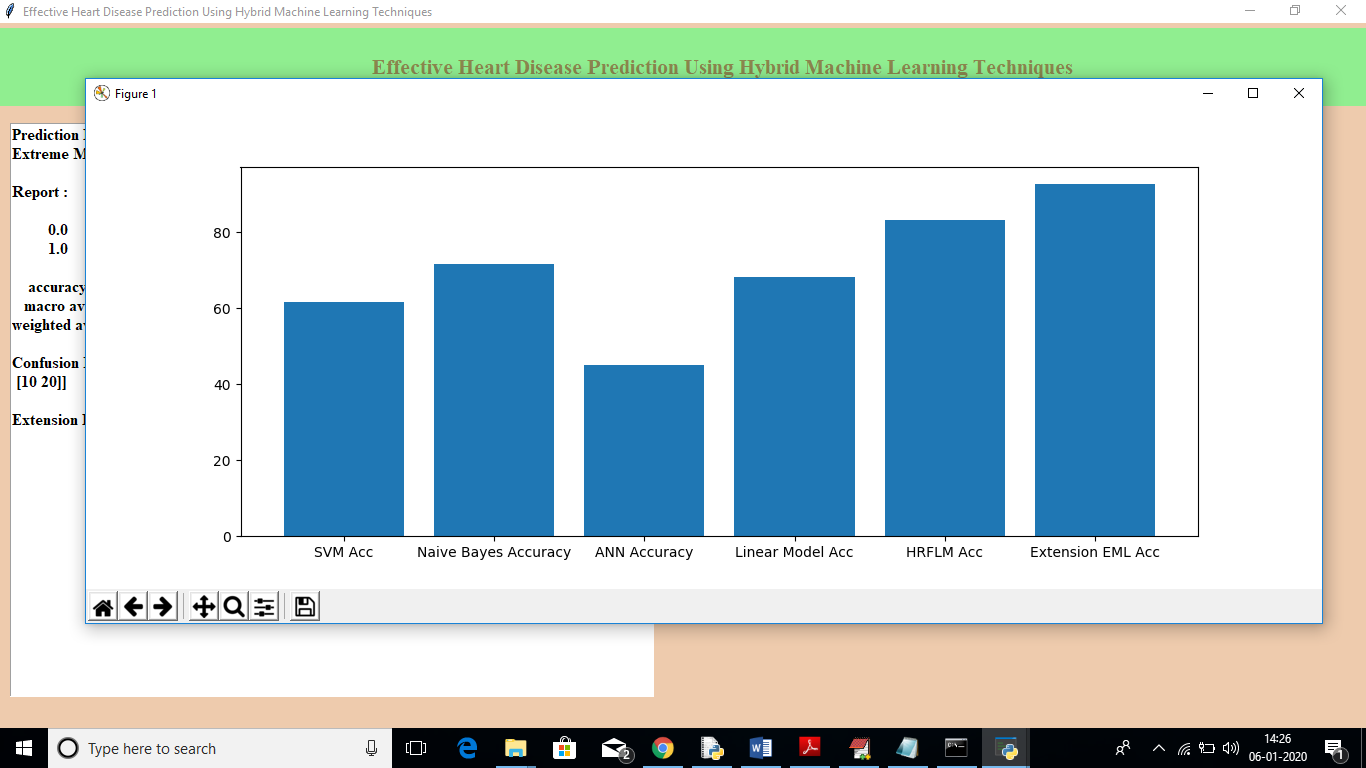 Effective Heart Disease Prediction Using Hybrid Machine Learning Techniques
Effective Heart Disease Prediction Using Hybrid Machine Learning Techniques
Figure 1
Prediction
Extreme
Report :
0.0
1.0
accuracy
macro
weighted
Confusion
[10 20]]
Extension
80
60
40
20
0
SVM Acc
Naive Bayes Accuracy
ANN Accuracy
Linear Model Acc
HRFLM Acc
Extension EML Acc
Type here to search
2
14:26
06-01-2020
1